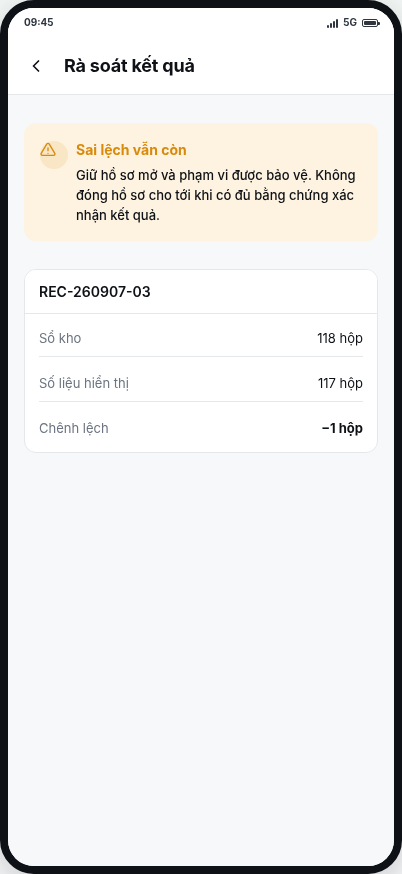 09:45
5G
Rà soát kết quả
Sai lệch vẫn còn
Giữ hồ sơ mở và phạm vi được bảo vệ. Không
đóng hồ sơ cho tới khi có đủ bằng chứng xác
nhận kết quả.
REC-260907-03
Sổ kho
118 hộp
Số liệu hiển thị
117 hộp
Chênh lệch
−1 hộp